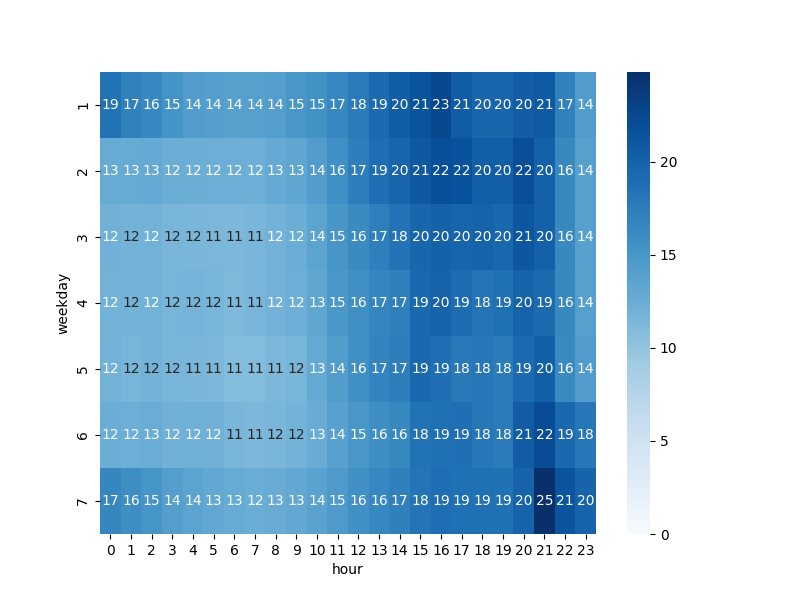 1 19 17 16 15 14 14 14 14 14 15 15 17 18 19 20 21 23 21 20 20 20 21 17 14
2 13 13 13 12 12 12 12 12 13 13 14 16 17 19 20 21 22 22 20 20 22 20 16 14
3 12 12 12 12 12 11 11 11 12 12 14 15 16 17 18 20 20 20 20 20 21 20 16 14
4 12 12 12 12 12 12 11 11 12 12 13 15 16 17 17 19 20 19 18 19 20 19 16 14
5 12 12 12 12 11 11 11 11 11 12 13 14 16 17 17 19 19 18 18 18 19 20 16 14
6 12 12 13 12 12 12 11 11 12 12 13 14 15 16 16 18 19 19 18 18 21 22 19 18
7 17 16 15 14 14 13 13 12 13 13 14 15 16 16 17 18 19 19 19 19 20 25 21 20
0 1 2 3 4 5 6 7 8 9 10 11 12 13 14 15 16 17 18 19 20 21 22 23
hour
weekday
20
15
10
5
0